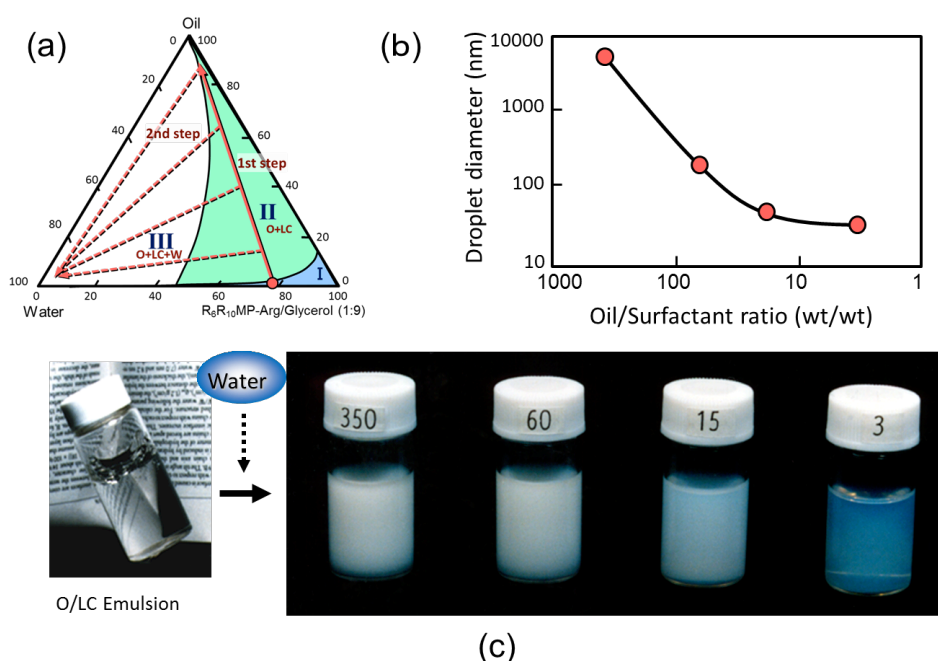 (a)
Oil
0
100
20
80
40
60
60
40
80
20
100
0
2nd step
1st step
II
O+LC
III
O+LC+W
I
0
20
40
60
80
100
Water
R₆R₁₀MP-Arg/Glycerol (1:9)
(b)
Droplet diameter (nm)
10000
1000
100
10
1000
100
10
1
Oil/Surfactant ratio (wt/wt)
Water
350
60
15
3
O/LC Emulsion
(c)